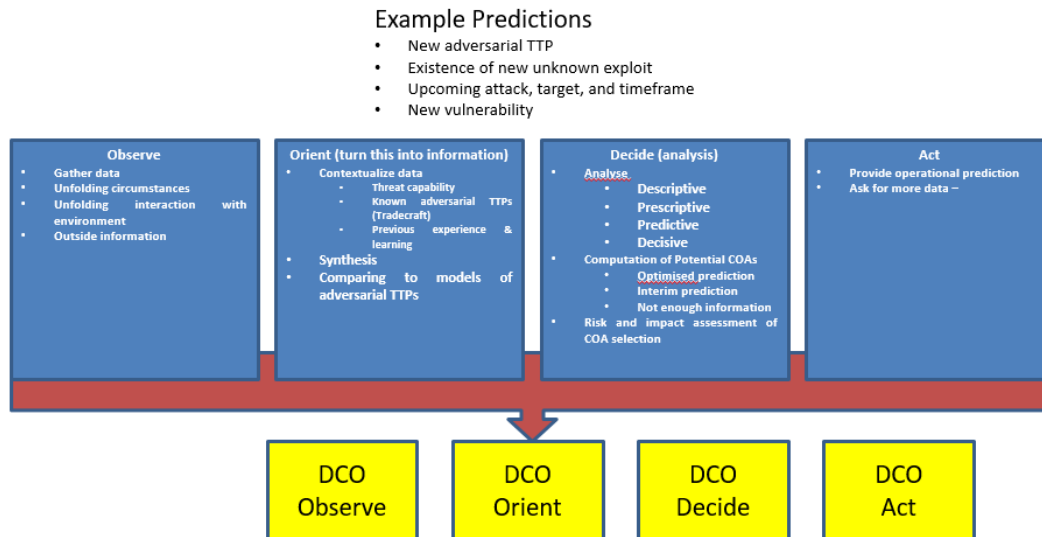 Example Predictions
• New adversarial TTP
• Existence of new unknown exploit
• Upcoming attack, target, and timeframe
• New vulnerability
Observe
• Gather data
• Unfolding circumstances
• Unfolding interaction with
environment
• Outside information
Orient (turn this into information)
• Contextualize data
• Threat capability
• Known adversarial TTPs
(Tradecraft)
• Previous experience &
learning
• Synthesis
• Comparing to models of
adversarial TTPs
Decide (analysis)
• Analyse
• Descriptive
• Prescriptive
• Predictive
• Decisive
• Computation of Potential COAs
• Optimised prediction
• Interim prediction
• Not enough information
• Risk and impact assessment of
COA selection
Act
• Provide operational prediction
• Ask for more data –
DCO
Observe
DCO
Orient
DCO
Decide
DCO
Act